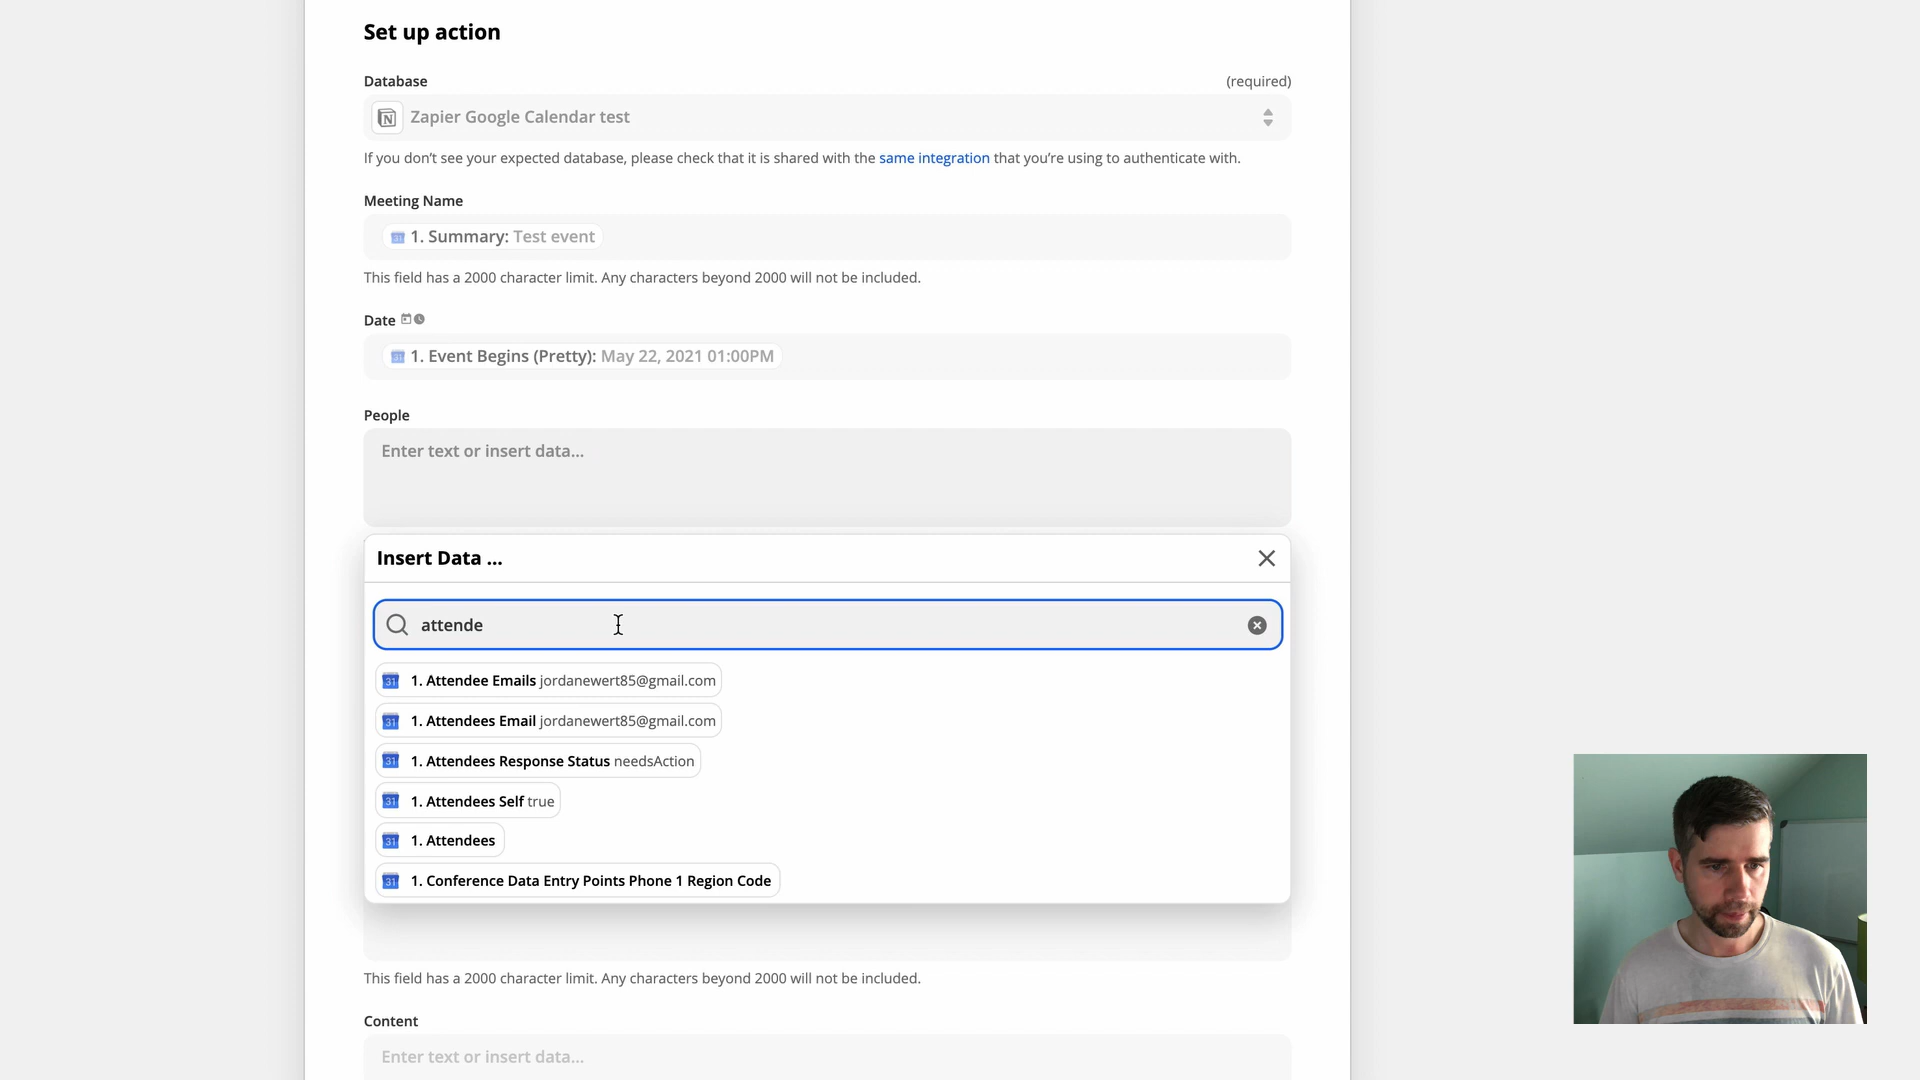 Set up action
Database (required)
Zapier Google Calendar test
If you don’t see your expected database, please check that it is shared with the same integration that you’re using to authenticate with.
Meeting Name
1. Summary: Test event
This field has a 2000 character limit. Any characters beyond 2000 will not be included.
Date
1. Event Begins (Pretty): May 22, 2021 01:00PM
People
Enter text or insert data...
Insert Data ...
attende
1. Attendee Emails jordanewert85@gmail.com
1. Attendees Email jordanewert85@gmail.com
1. Attendees Response Status needsAction
1. Attendees Self true
1. Attendees
1. Conference Data Entry Points Phone 1 Region Code
This field has a 2000 character limit. Any characters beyond 2000 will not be included.
Content
Enter text or insert data...